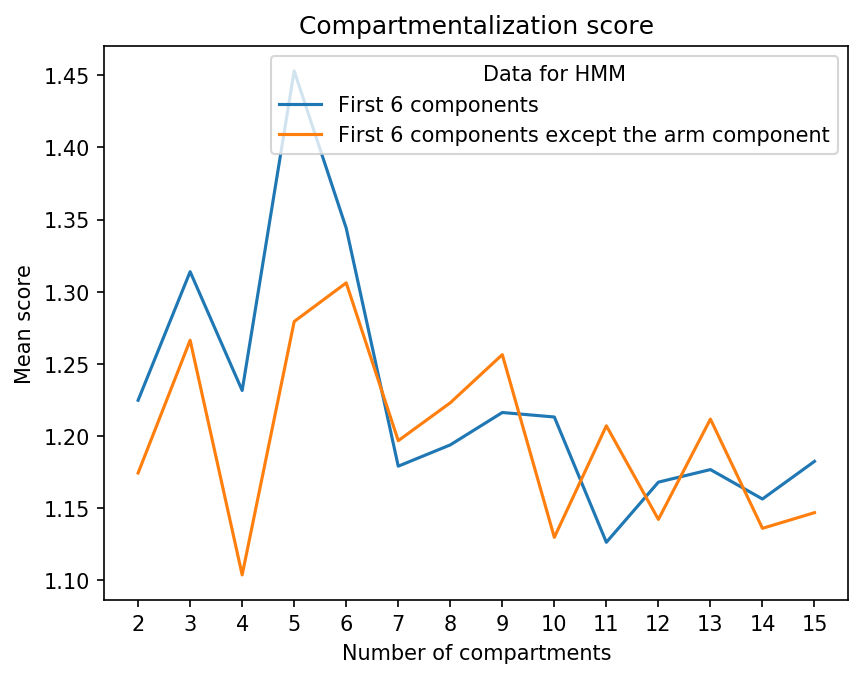 Compartmentalization score
Data for HMM
First 6 components
First 6 components except the arm component
Mean score
1.45
1.40
1.35
1.30
1.25
1.20
1.15
1.10
2 3 4 5 6 7 8 9 10 11 12 13 14 15
Number of compartments